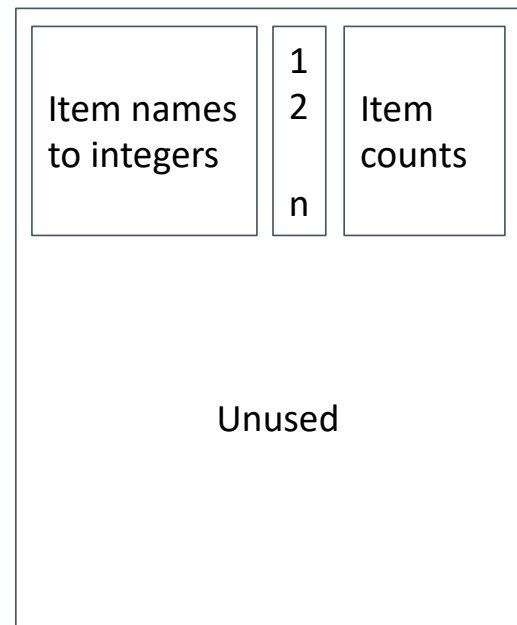 Item names
to integers
1
2
n
Item
counts
Unused